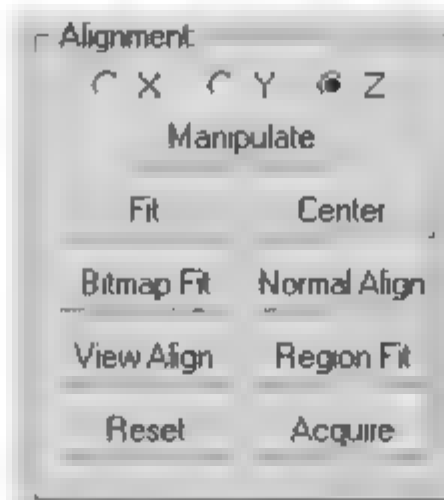 Alignment:
X Y Z
Manipulate
Fit Center
Bitmap Fit Normal Align
View Align Region Fit
Reset Acquire